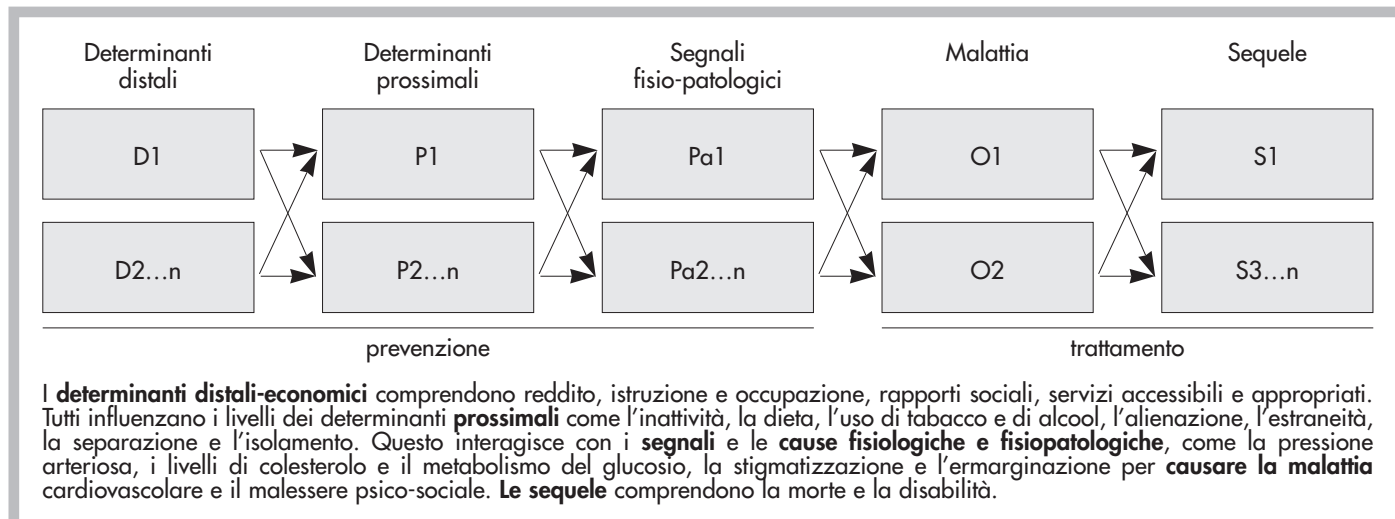 Determinanti distali
Determinanti prossimali
Segnali fisio-patologici
Malattia
Sequele
D1
P1
Pa1
O1
S1
D2...n
P2...n
Pa2...n
O2
S3...n
prevenzione
trattamento
I determinanti distali-economici comprendono reddito, istruzione e occupazione, rapporti sociali, servizi accessibili e appropriati.
Tutti influenzano i livelli dei determinanti prossimali come l'inattività, la dieta, l'uso di tabacco e di alcool, l'alienazione, l'estraneità,
la separazione e l'isolamento. Questo interagisce con i segnali e le cause fisiologiche e fisiopatologiche, come la pressione
arteriosa, i livelli di colesterolo e il metabolismo del glucosio, la stigmatizzazione e l'ermarginazione per causare la malattia
cardiovascolare e il malessere psico-sociale. Le sequele comprendono la morte e la disabilità.